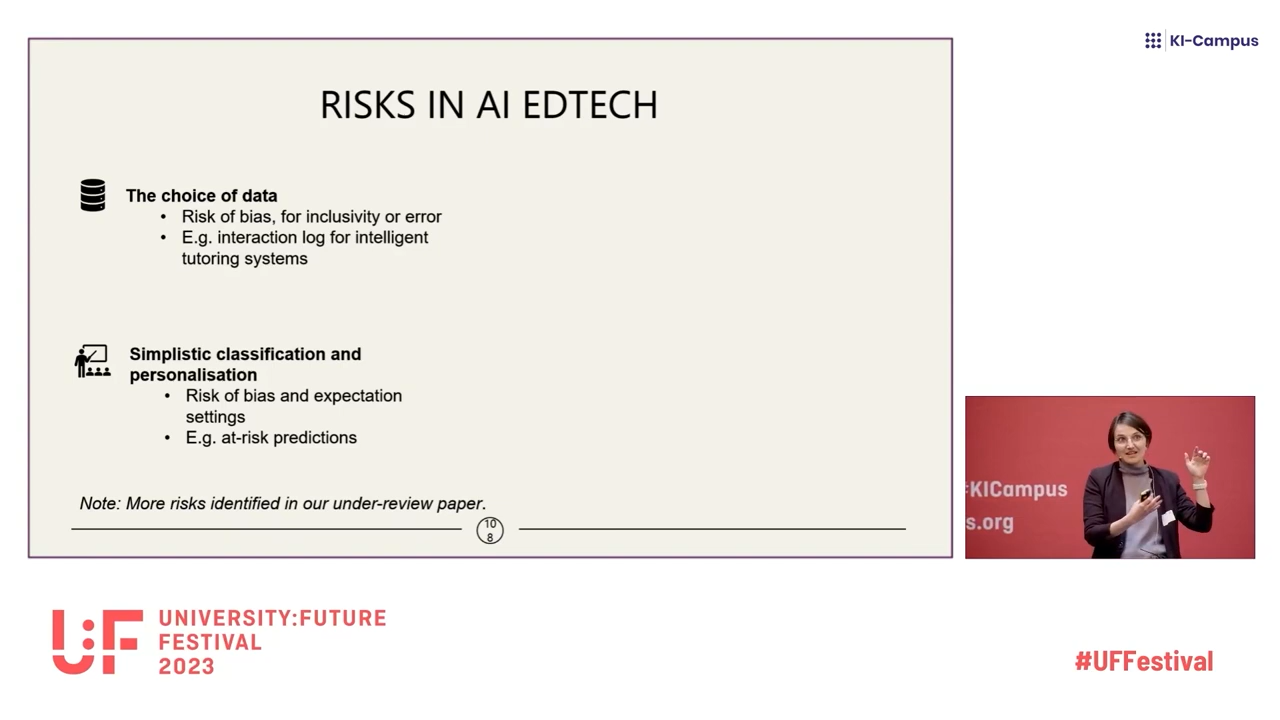 KI-Campus
RISKS IN AI EDTECH
The choice of data
• Risk of bias, for inclusivity or error
• E.g. interaction log for intelligent
tutoring systems
Simplistic classification and
personalisation
• Risk of bias and expectation
settings
• E.g. at-risk predictions
Note: More risks identified in our under-review paper.
10
8
KICampus
s.org
U:F
UNIVERSITY:FUTURE
FESTIVAL
2023
#UFFestival